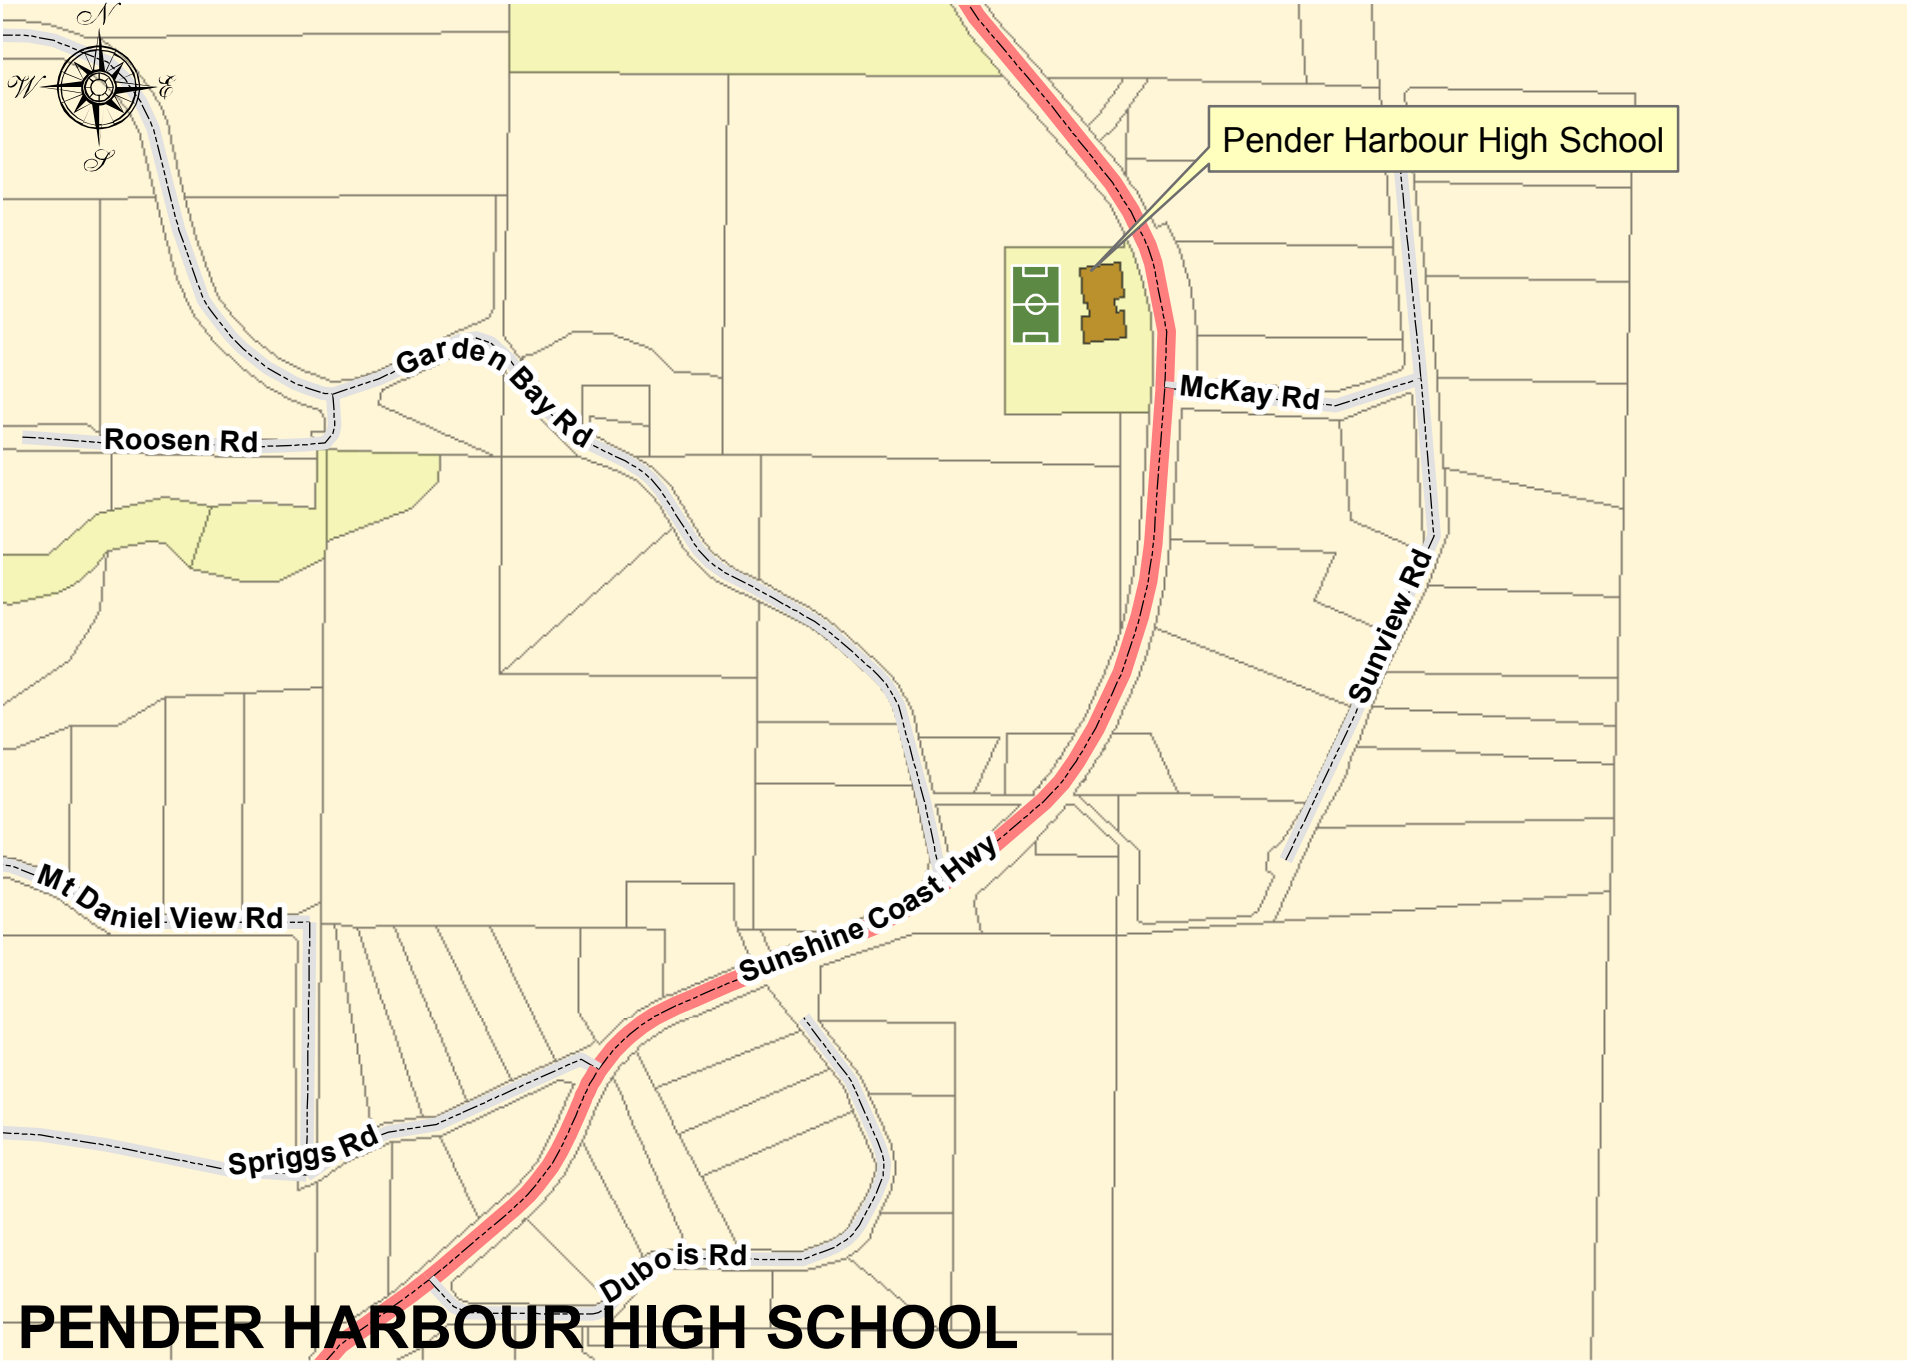 N
W
E
S
Pender Harbour High School
Garden Bay Rd
McKay Rd
Roosen Rd
Sunview Rd
Sunshine Coast Hwy
Mt Daniel View Rd
Spriggs Rd
Dubois Rd
PENDER HARBOUR HIGH SCHOOL